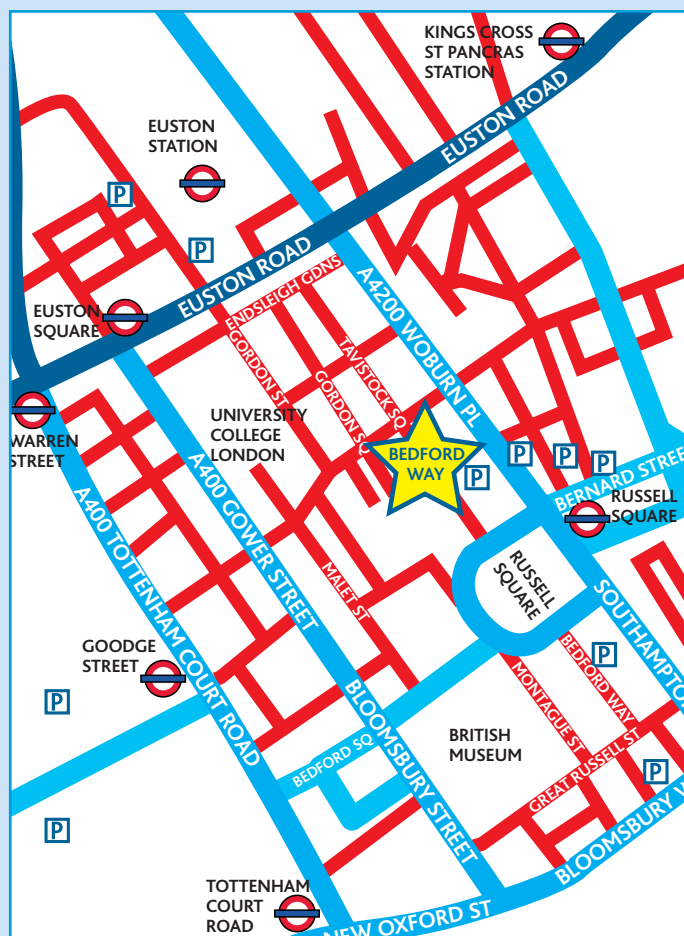 KINGS CROSS
ST PANCRAS
STATION
EUSTON ROAD
EUSTON
STATION
P
P
EUSTON ROAD
ENDSLEIGH GDNS
A4200 WOBURN PL
EUSTON
SQUARE
GORDON ST
GORDON SQ
TAVISTOCK SQ
WARREN
STREET
UNIVERSITY
COLLEGE
LONDON
BEDFORD
WAY
P
P
P
P
BERNARD STREE
RUSSELL
SQUARE
A400 TOTTENHAM COURT ROAD
A400 GOWER STREET
MALET ST
RUSSELL
SQUARE
SOUTHAMPTON
GOODGE
STREET
P
P
BEDFORD WAY
MONTAGUE ST
BLOOMSBURY STREET
BEDFORD SQ
BRITISH
MUSEUM
GREAT RUSSELL ST
P
P
BLOOMSBURY W
TOTTENHAM
COURT
ROAD
NEW OXFORD ST